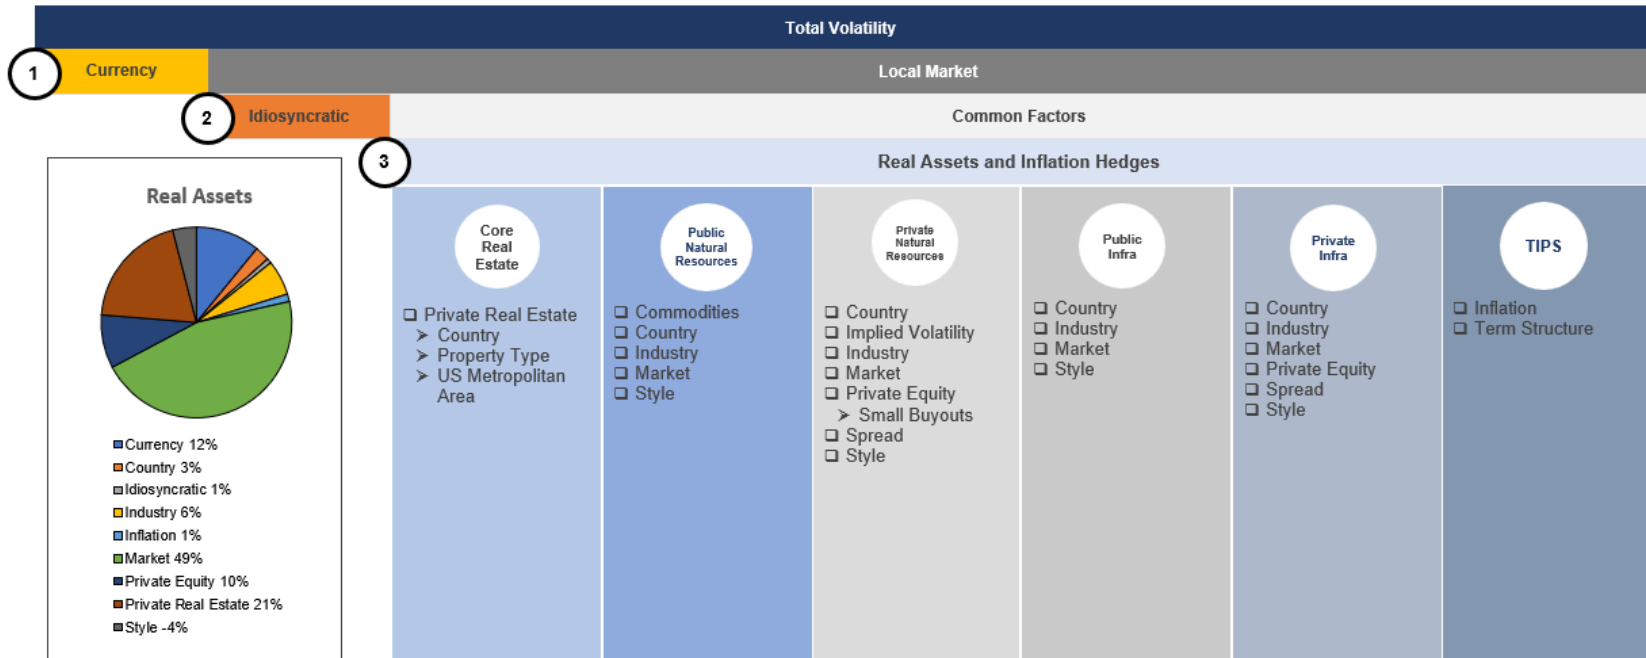 Total Volatility
1
Currency
Local Market
2
Idiosyncratic
Common Factors
3
Real Assets and Inflation Hedges
Real Assets
Currency 12%
Country 3%
Idiosyncratic 1%
Industry 6%
Inflation 1%
Market 49%
Private Equity 10%
Private Real Estate 21%
Style -4%
Core
Real
Estate
Private Real Estate
Country
Property Type
US Metropolitan
Area
Public
Natural
Resources
Commodities
Country
Industry
Market
Style
Private
Natural
Resources
Country
Implied Volatility
Industry
Market
Private Equity
Small Buyouts
Spread
Style
Public
Infra
Country
Industry
Market
Style
Private
Infra
Country
Industry
Market
Private Equity
Spread
Style
TIPS
Inflation
Term Structure